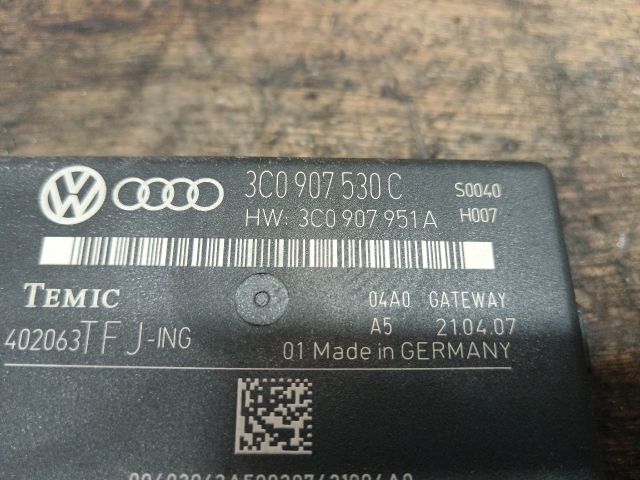 3C0 907 530 C S0040
HW: 3C0 907 951 A H007
TEMIC 04A0 GATEWAY
402063TFJ-ING A5 21.04.07
01 Made in GERMANY